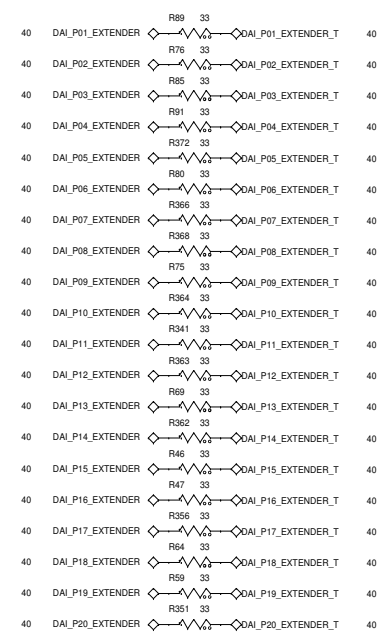 R89 33
40 DAI_P01_EXTENDER DAI_P01_EXTENDER_T 40
R76 33
40 DAI_P02_EXTENDER DAI_P02_EXTENDER_T 40
R85 33
40 DAI_P03_EXTENDER DAI_P03_EXTENDER_T 40
R91 33
40 DAI_P04_EXTENDER DAI_P04_EXTENDER_T 40
R372 33
40 DAI_P05_EXTENDER DAI_P05_EXTENDER_T 40
R80 33
40 DAI_P06_EXTENDER DAI_P06_EXTENDER_T 40
R366 33
40 DAI_P07_EXTENDER DAI_P07_EXTENDER_T 40
R368 33
40 DAI_P08_EXTENDER DAI_P08_EXTENDER_T 40
R75 33
40 DAI_P09_EXTENDER DAI_P09_EXTENDER_T 40
R364 33
40 DAI_P10_EXTENDER DAI_P10_EXTENDER_T 40
R341 33
40 DAI_P11_EXTENDER DAI_P11_EXTENDER_T 40
R363 33
40 DAI_P12_EXTENDER DAI_P12_EXTENDER_T 40
R69 33
40 DAI_P13_EXTENDER DAI_P13_EXTENDER_T 40
R362 33
40 DAI_P14_EXTENDER DAI_P14_EXTENDER_T 40
R46 33
40 DAI_P15_EXTENDER DAI_P15_EXTENDER_T 40
R47 33
40 DAI_P16_EXTENDER DAI_P16_EXTENDER_T 40
R356 33
40 DAI_P17_EXTENDER DAI_P17_EXTENDER_T 40
R64 33
40 DAI_P18_EXTENDER DAI_P18_EXTENDER_T 40
R59 33
40 DAI_P19_EXTENDER DAI_P19_EXTENDER_T 40
R351 33
40 DAI_P20_EXTENDER DAI_P20_EXTENDER_T 40